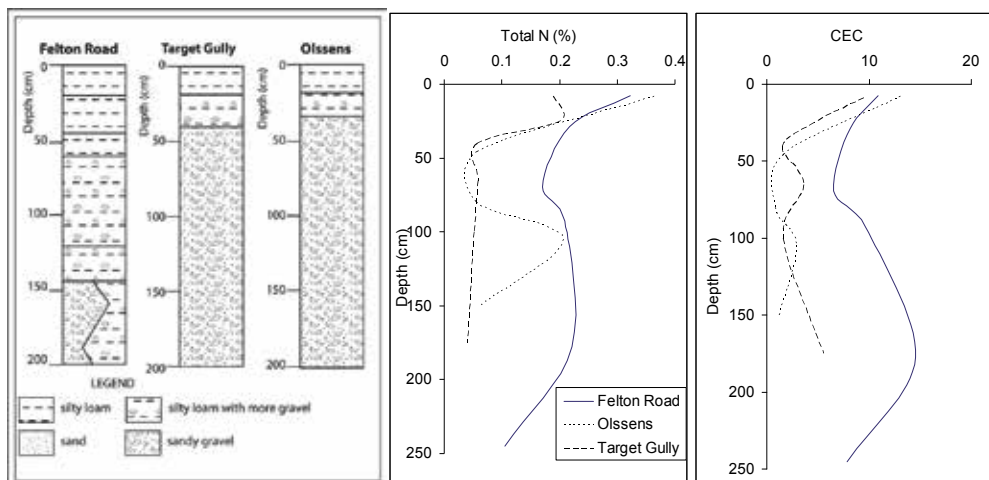 Felton Road Target Gully Olssens
0 0 0
Depth (cm) Depth (cm) Depth (cm)
50 50 50
100 100 100
150 150 150
200 200 200
LEGEND
silty loam silty loam with more gravel
sand sandy gravel
Total N (%)
0 0.1 0.2 0.3 0.4
0
50
100
150
200
250
Depth (cm)
Felton Road
Olssens
Target Gully
CEC
0 10 20
0
50
100
150
200
250
Depth (cm)